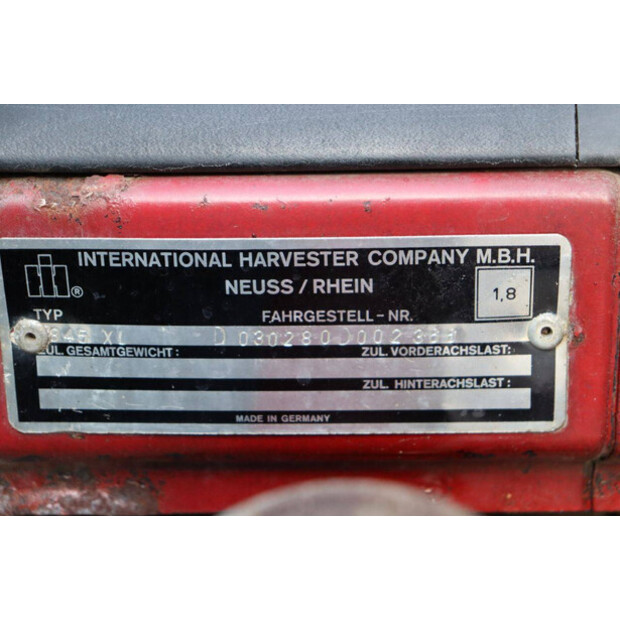 INTERNATIONAL HARVESTER COMPANY M.B.H.
NEUSS / RHEIN
1,8
®
TYP FAHRGESTELL-NR.
XL
ZUL. GESAMTGEWICHT: ZUL. VORDERACHSLAST:
ZUL. HINTERACHSLAST:
MADE IN GERMANY